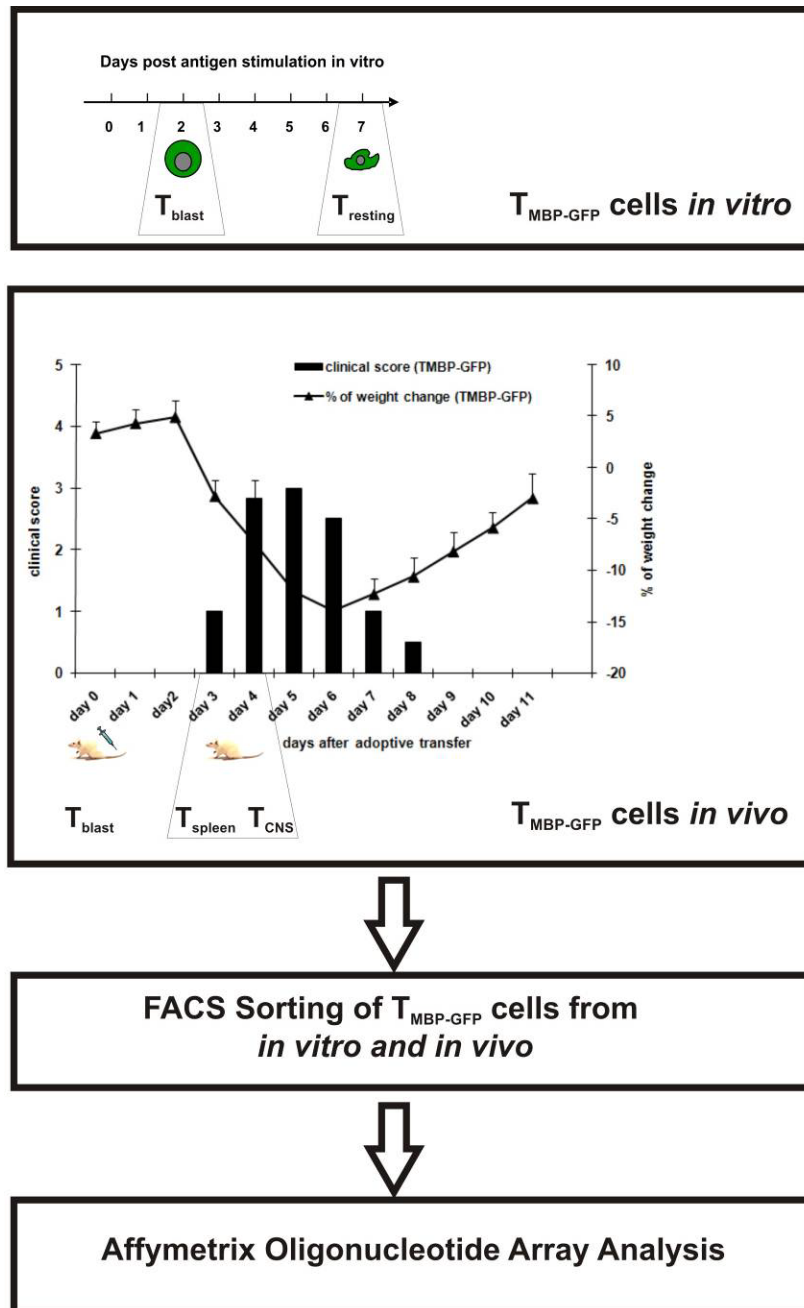 Days post antigen stimulation in vitro
0 1 2 3 4 5 6 7
Tblast
Tresting
TMBP-GFP cells in vitro
clinical score (TMBP-GFP)
% of weight change (TMBP-GFP)
5
4
3
2
1
0
clinical score
10
5
0
-5
-10
-15
-20
% of weight change
day 0 day 1 day2 day 3 day 4 day 5 day 6 day 7 day 8 day 9 day 10 day 11
days after adoptive transfer
Tblast
Tspleen
TCNS
TMBP-GFP cells in vivo
FACS Sorting of TMBP-GFP cells from
in vitro and in vivo
Affymetrix Oligonucleotide Array Analysis